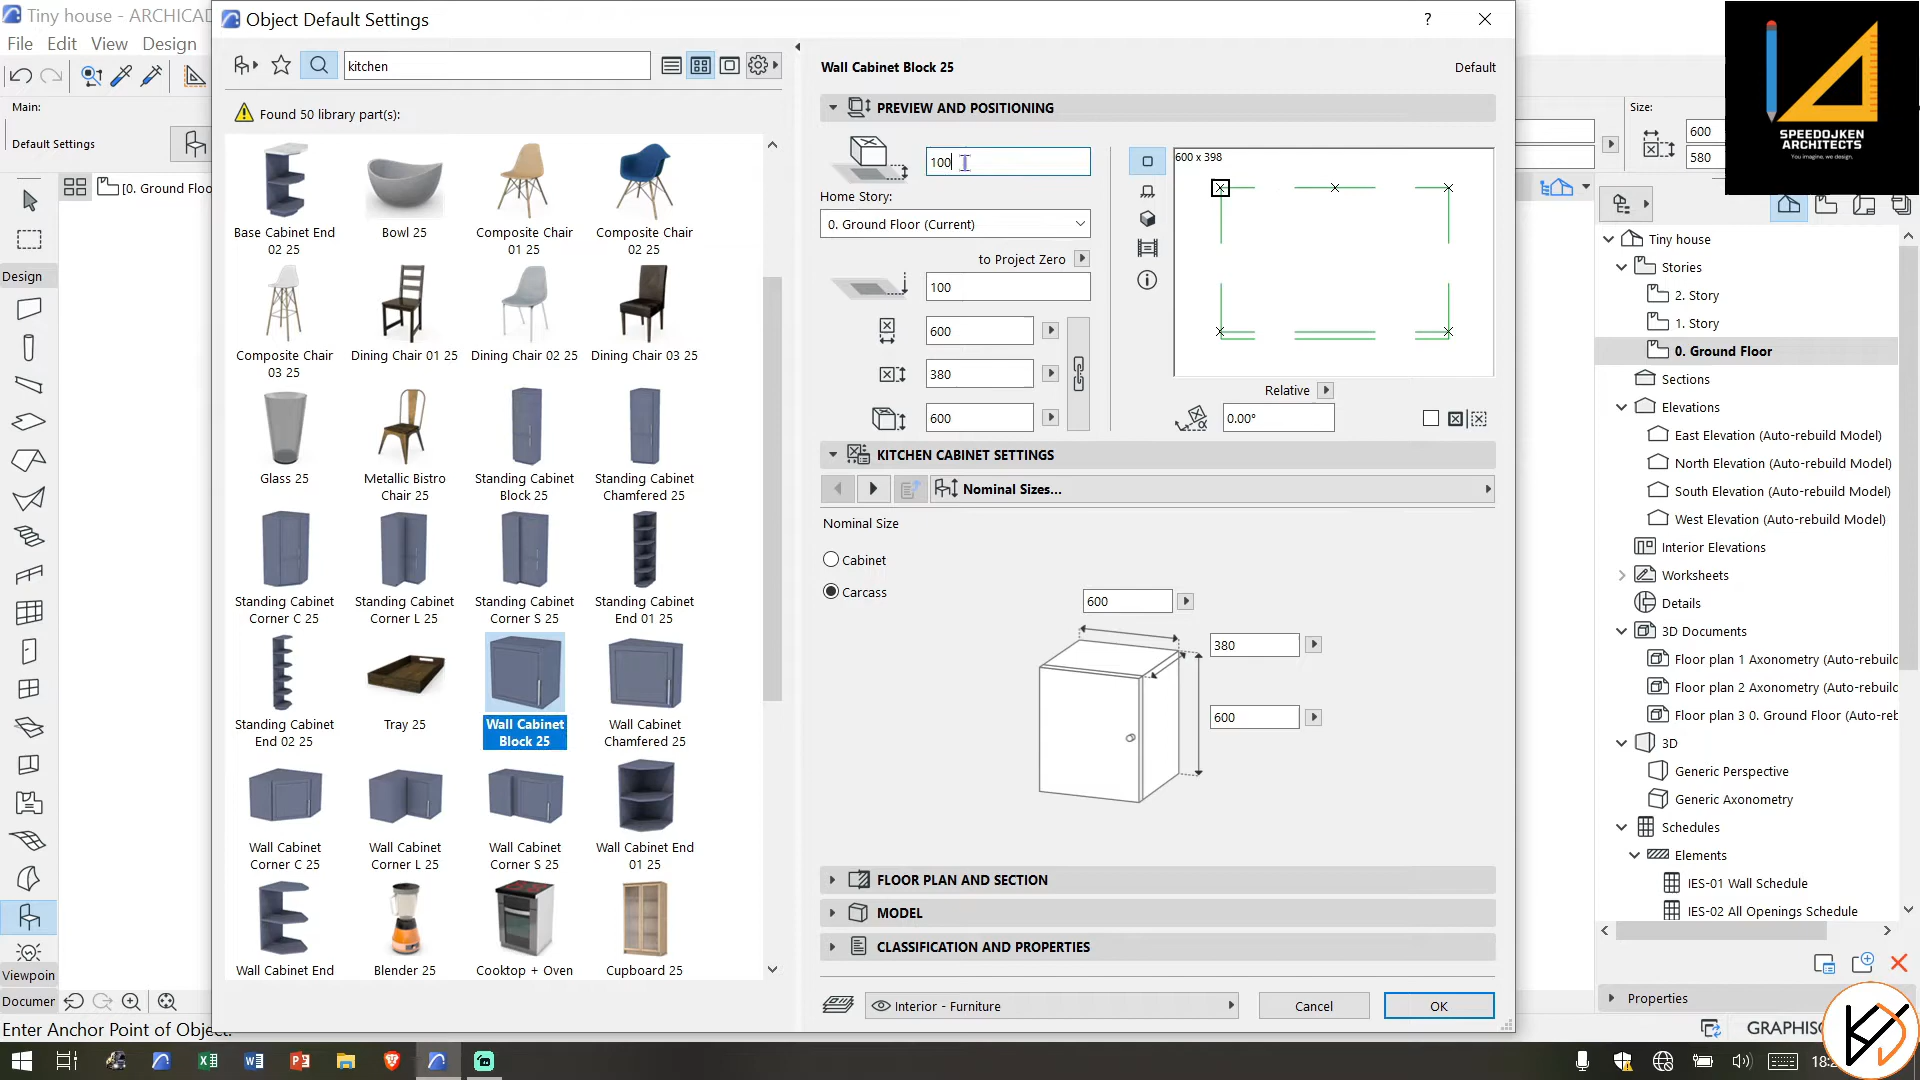 Tiny house - ARCHICAD
Object Default Settings
?
File Edit View Design
kitchen
Main:
Default Settings
Found 50 library part(s):
[0. Ground Floo
Design
Viewpoin
Documen
Enter Anchor Point of Object.
Base Cabinet End
02 25
Bowl 25
Composite Chair
01 25
Composite Chair
02 25
Composite Chair
03 25
Dining Chair 01 25
Dining Chair 02 25
Dining Chair 03 25
Glass 25
Metallic Bistro
Chair 25
Standing Cabinet
Block 25
Standing Cabinet
Chamfered 25
Standing Cabinet
Corner C 25
Standing Cabinet
Corner L 25
Standing Cabinet
Corner S 25
Standing Cabinet
End 01 25
Standing Cabinet
End 02 25
Tray 25
Wall Cabinet
Block 25
Wall Cabinet
Chamfered 25
Wall Cabinet
Corner C 25
Wall Cabinet
Corner L 25
Wall Cabinet
Corner S 25
Wall Cabinet End
01 25
Wall Cabinet End
Blender 25
Cooktop + Oven
Cupboard 25
Wall Cabinet Block 25
Default
PREVIEW AND POSITIONING
100
Home Story:
0. Ground Floor (Current)
to Project Zero
100
600
380
600
600 x 398
Relative
0.00°
KITCHEN CABINET SETTINGS
Nominal Sizes...
Nominal Size
Cabinet
Carcass
600
380
600
FLOOR PLAN AND SECTION
MODEL
CLASSIFICATION AND PROPERTIES
Interior - Furniture
Cancel
OK
Size:
600
580
SPEEDOJKEN
ARCHITECTS
You imagine, we design.
Tiny house
Stories
2. Story
1. Story
0. Ground Floor
Sections
Elevations
East Elevation (Auto-rebuild Model)
North Elevation (Auto-rebuild Model)
South Elevation (Auto-rebuild Model)
West Elevation (Auto-rebuild Model)
Interior Elevations
Worksheets
Details
3D Documents
Floor plan 1 Axonometry (Auto-rebuilc
Floor plan 2 Axonometry (Auto-rebuilc
Floor plan 3 0. Ground Floor (Auto-ret
3D
Generic Perspective
Generic Axonometry
Schedules
Elements
IES-01 Wall Schedule
IES-02 All Openings Schedule
Properties
GRAPHISO
18:2